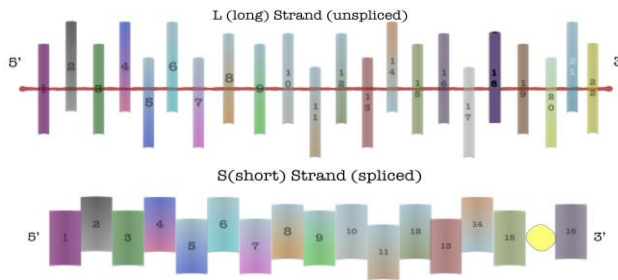 L (long) Strand (unspliced)
5' 1 2 3 4 5 6 7 8 9 10 11 12 13 14 15 16 17 18 19 20 21 22 3'
S(short) Strand (spliced)
5' 1 2 3 4 5 6 7 8 9 10 11 12 13 14 15 16 3'